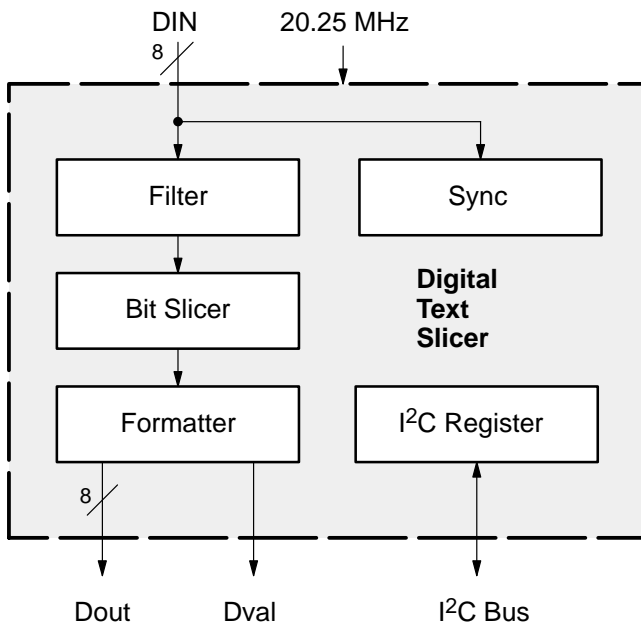 DIN
20.25 MHz
8
Filter
Sync
Bit Slicer
Digital
Text
Slicer
Formatter
I²C Register
8
Dout
Dval
I²C Bus